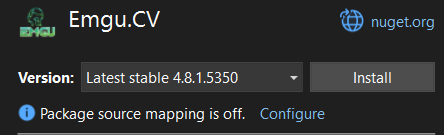 EMGU
Emgu.CV
nuget.org
Version:
Latest stable 4.8.1.5350
Install
Package source mapping is off. Configure